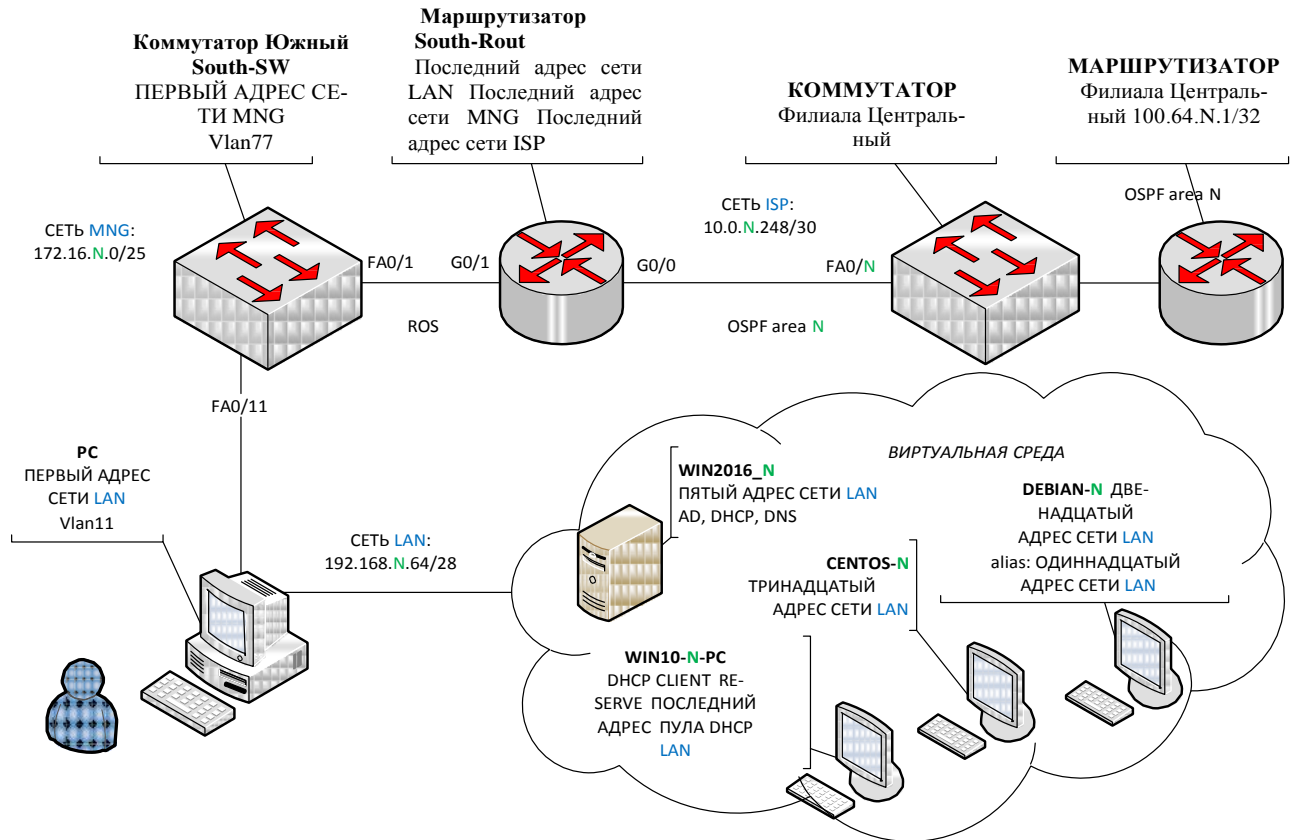 Коммутатор Южный
South-SW
ПЕРВЫЙ АДРЕС СЕ-
ТИ MNG
Vlan77
Маршрутизатор
South-Rout
Последний адрес сети
LAN Последний адрес
сети MNG Последний
адрес сети ISP
КОММУТАТОР
Филиала Централь-
ный
МАРШРУТИЗАТОР
Филиала Централь-
ный 100.64.N.1/32
СЕТЬ MNG:
172.16.N.0/25
FA0/1
G0/1
ROS
G0/0
СЕТЬ ISP:
10.0.N.248/30
FA0/N
OSPF area N
OSPF area N
FA0/11
PC
ПЕРВЫЙ АДРЕС
СЕТИ LAN
Vlan11
СЕТЬ LAN:
192.168.N.64/28
ВИРТУАЛЬНАЯ СРЕДА
WIN2016_N
ПЯТЫЙ АДРЕС СЕТИ LAN
AD, DHCP, DNS
DEBIAN-N ДВЕ-
НАДЦАТЫЙ
АДРЕС СЕТИ LAN
alias: ОДИННАДЦАТЫЙ
АДРЕС СЕТИ LAN
CENTOS-N
ТРИНАДЦАТЫЙ
АДРЕС СЕТИ LAN
WIN10-N-PC
DHCP CLIENT RE-
SERVE ПОСЛЕДНИЙ
АДРЕС ПУЛА DHCP
LAN